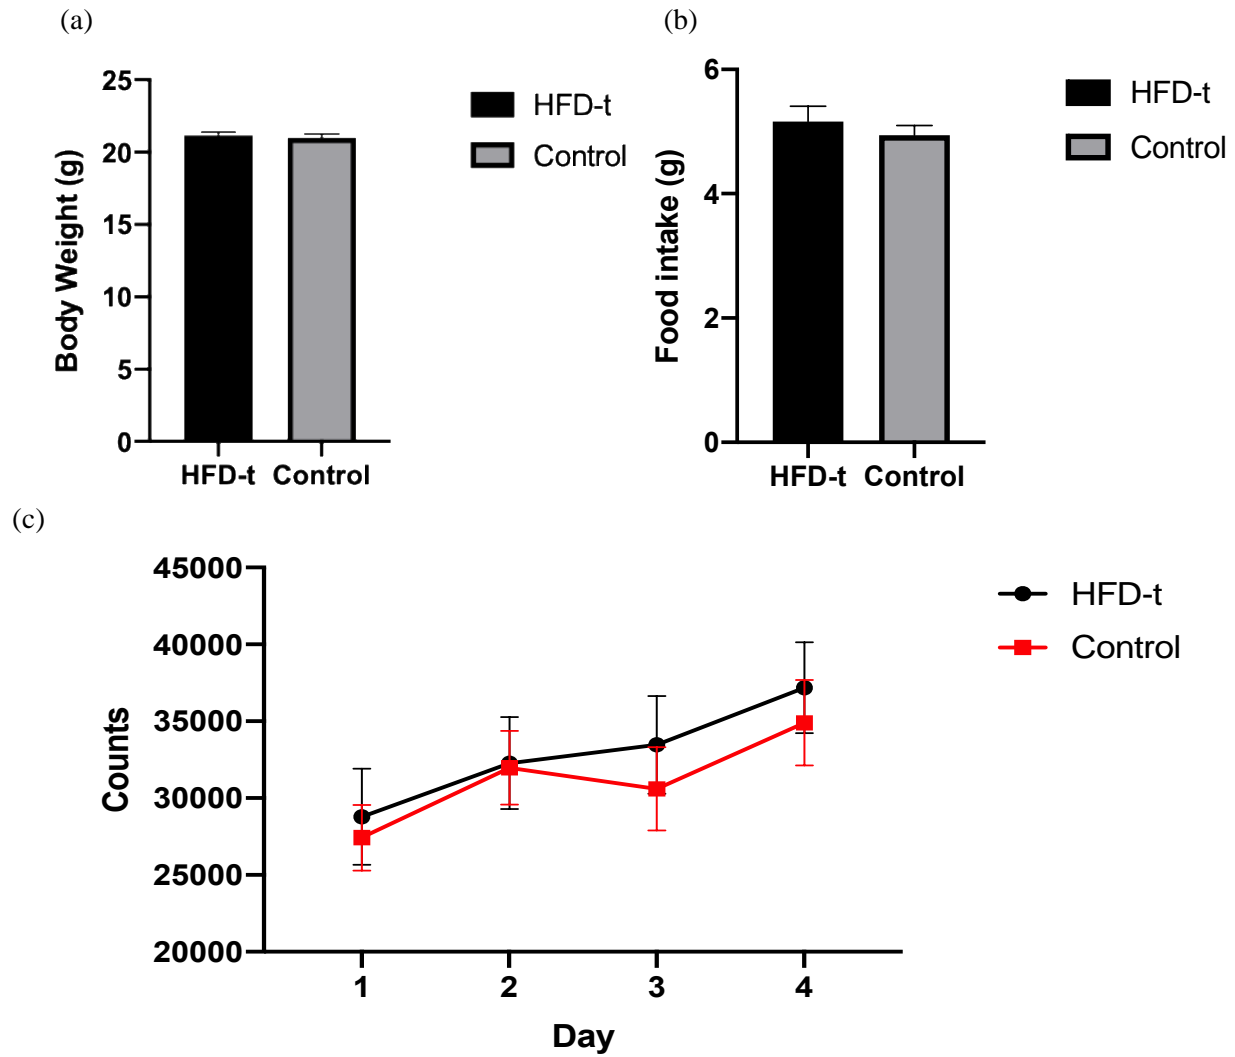 (a)
25
20
15
10
5
0
Body Weight (g)
HFD-t Control
HFD-t
Control
(b)
6
4
2
0
Food intake (g)
HFD-t Control
HFD-t
Control
(c)
45000
40000
35000
30000
25000
20000
Counts
1 2 3 4
Day
HFD-t
Control